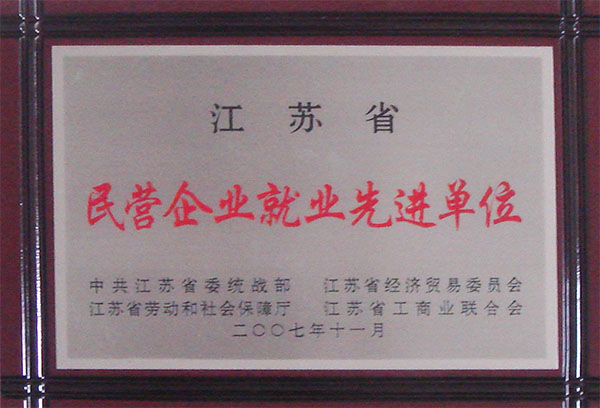 江苏省
民营企业就业先进单位
中共江苏省委统战部 江苏省经济贸易委员会
江苏省劳动和社会保障厅 江苏省工商业联合会
二〇〇七年十一月